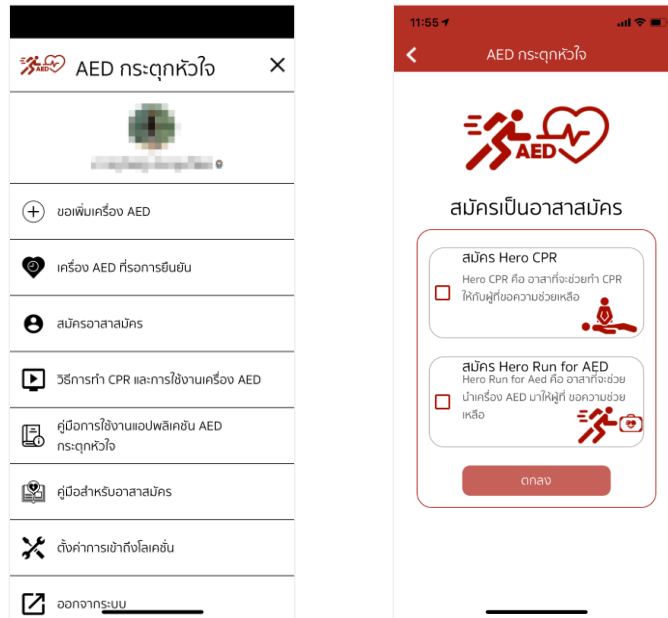 AED
AED กระตุกหัวใจ
ขอเพิ่มเครื่อง AED
เครื่อง AED ที่รอการยืนยัน
สมัครอาสาสมัคร
วิธีการทำ CPR และการใช้งานเครื่อง AED
คู่มือการใช้งานแอปพลิเคชัน AED
กระตุกหัวใจ
คู่มือสำหรับอาสาสมัคร
ตั้งค่าการเข้าถึงโลเคชั่น
ออกจากระบบ
11:55
AED กระตุกหัวใจ
AED
สมัครเป็นอาสาสมัคร
สมัคร Hero CPR
Hero CPR คือ อาสาที่จะช่วยทำ CPR
ให้กับผู้ที่ขอความช่วยเหลือ
สมัคร Hero Run for AED
Hero Run for Aed คือ อาสาที่จะช่วย
นำเครื่อง AED มาให้ผู้ที่ ขอความช่วย
เหลือ
ตกลง